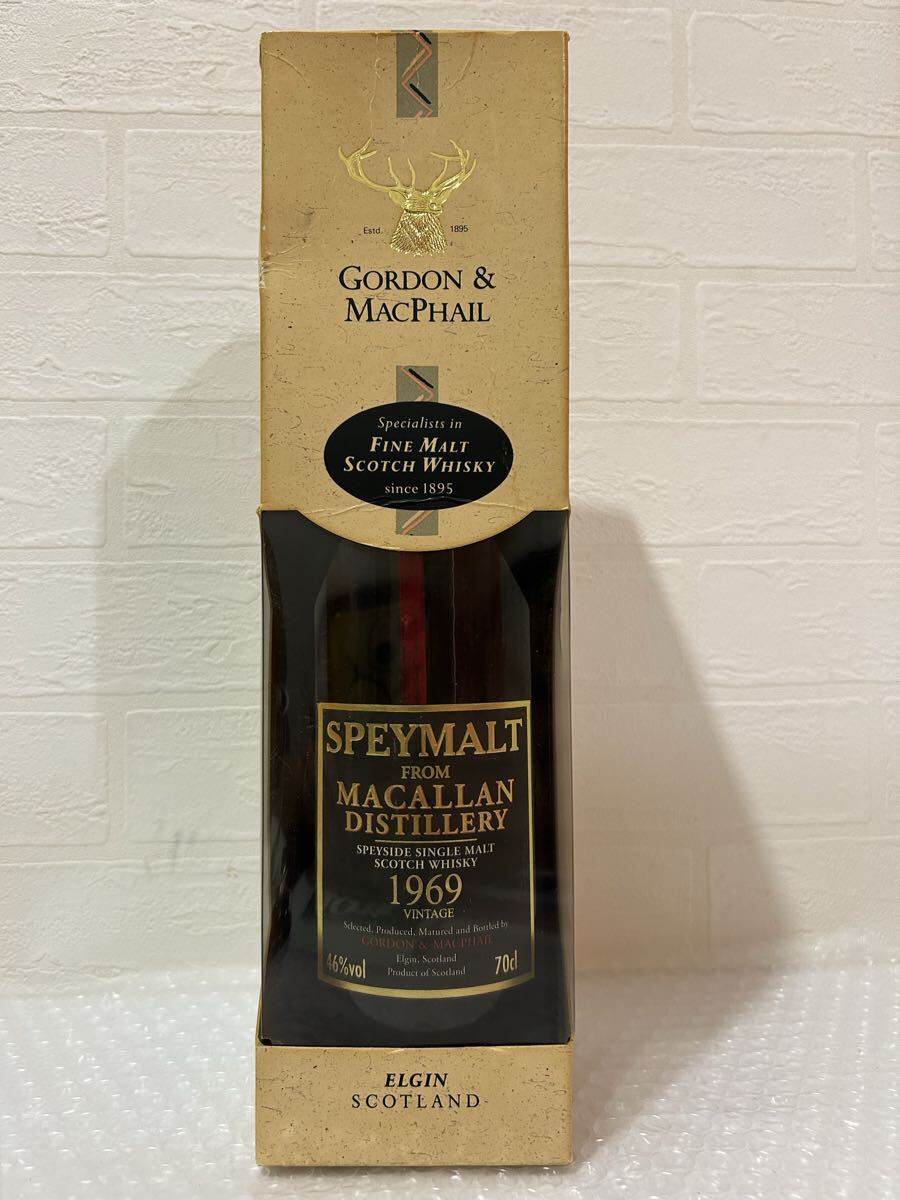 Estd. 1895
GORDON &
MACPHAIL
Specialists in
FINE MALT
SCOTCH WHISKY
since 1895
SPEYMALT
FROM
MACALLAN
DISTILLERY
SPEYSIDE SINGLE MALT
SCOTCH WHISKY
1969
VINTAGE
Selected, Produced, Matured and Bottled by
GORDON & MACPHAIL
Elgin, Scotland
46%vol Product of Scotland 70cl
ELGIN
SCOTLAND